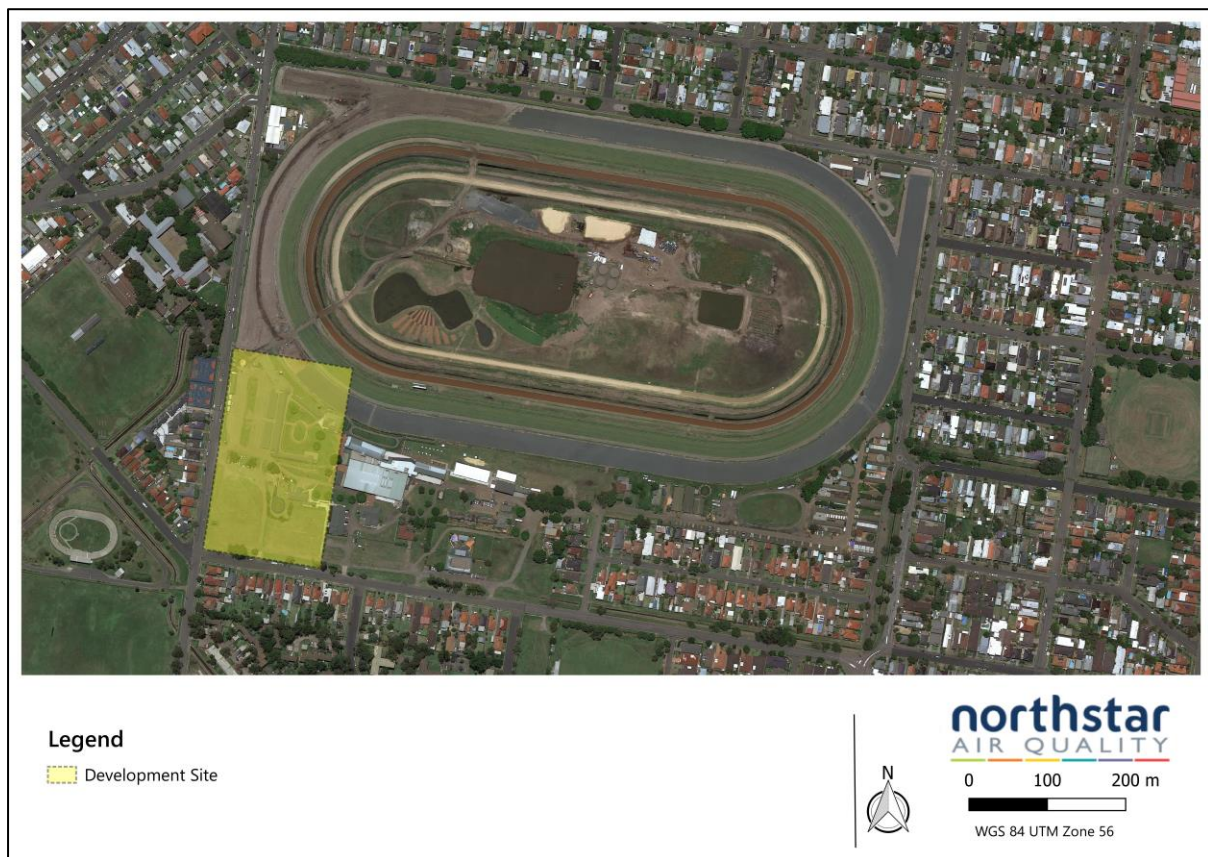 Legend
Development Site
N
northstar
AIR QUALITY
0 100 200 m
WGS 84 UTM Zone 56